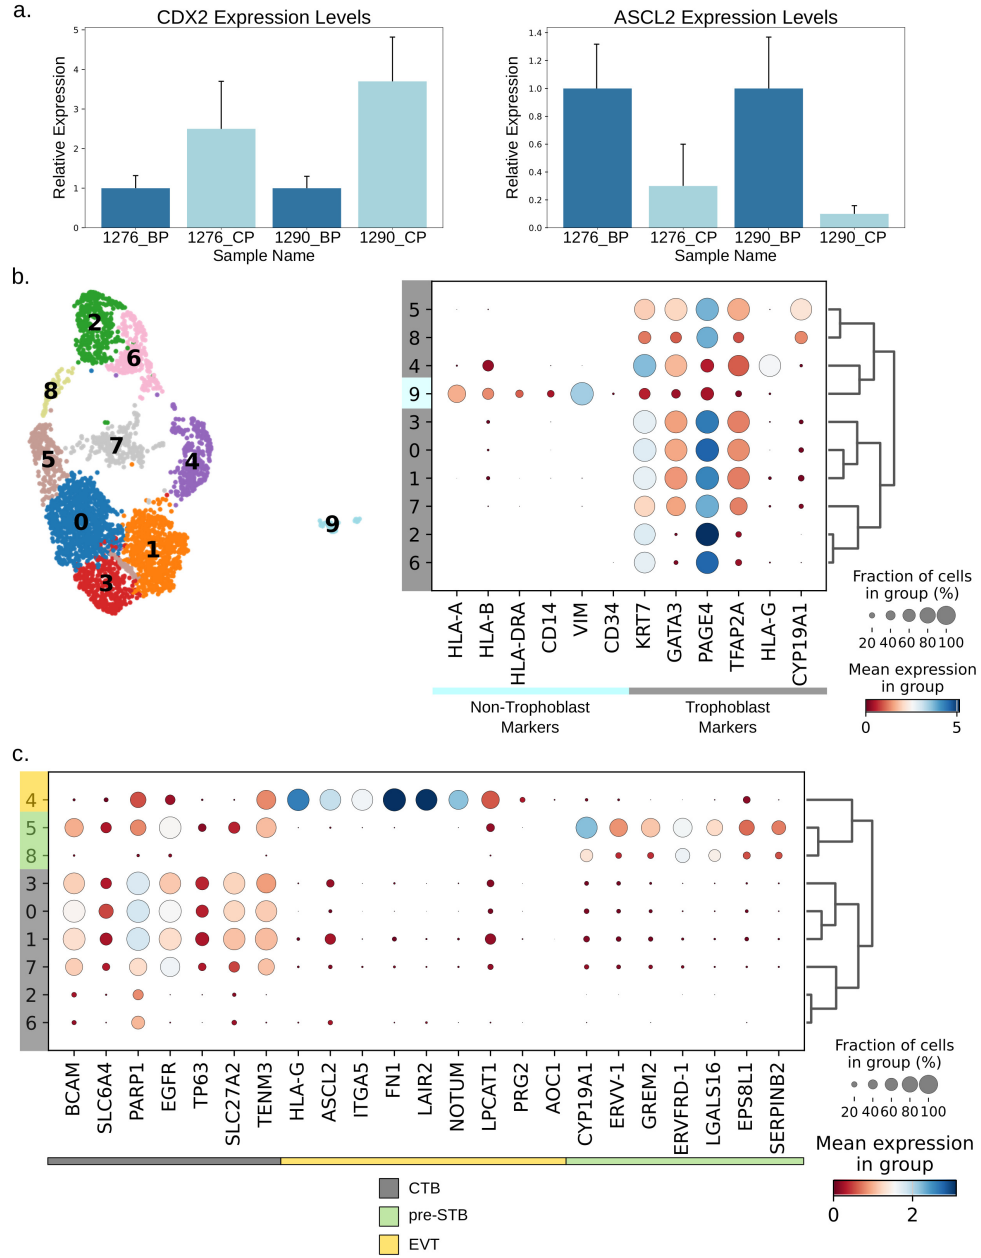 a.
CDX2 Expression Levels
ASCL2 Expression Levels
Relative Expression
5
4
3
2
1
0
1276_BP 1276_CP 1290_BP 1290_CP
Sample Name
Relative Expression
1.4
1.2
1.0
0.8
0.6
0.4
0.2
0.0
1276_BP 1276_CP 1290_BP 1290_CP
Sample Name
b.
2
6
8
7
5
4
0
1
3
9
5
8
4
9
3
0
1
7
2
6
HLA-A
HLA-B
HLA-DRA
CD14
VIM
CD34
KRT7
GATA3
PAGE4
TFAP2A
HLA-G
CYP19A1
Non-Trophoblast
Markers
Trophoblast
Markers
Fraction of cells
in group (%)
20 40 60 80 100
Mean expression
in group
0 5
c.
4
5
8
3
0
1
7
2
6
BCAM
SLC6A4
PARP1
EGFR
TP63
SLC27A2
TENM3
HLA-G
ASCL2
ITGA5
FN1
LAIR2
NOTUM
LPCAT1
PRG2
AOC1
CYP19A1
ERVV-1
GREM2
ERVFRD-1
LGALS16
EPS8L1
SERPINB2
Fraction of cells
in group (%)
20 40 60 80 100
Mean expression
in group
0 2
CTB
pre-STB
EVT